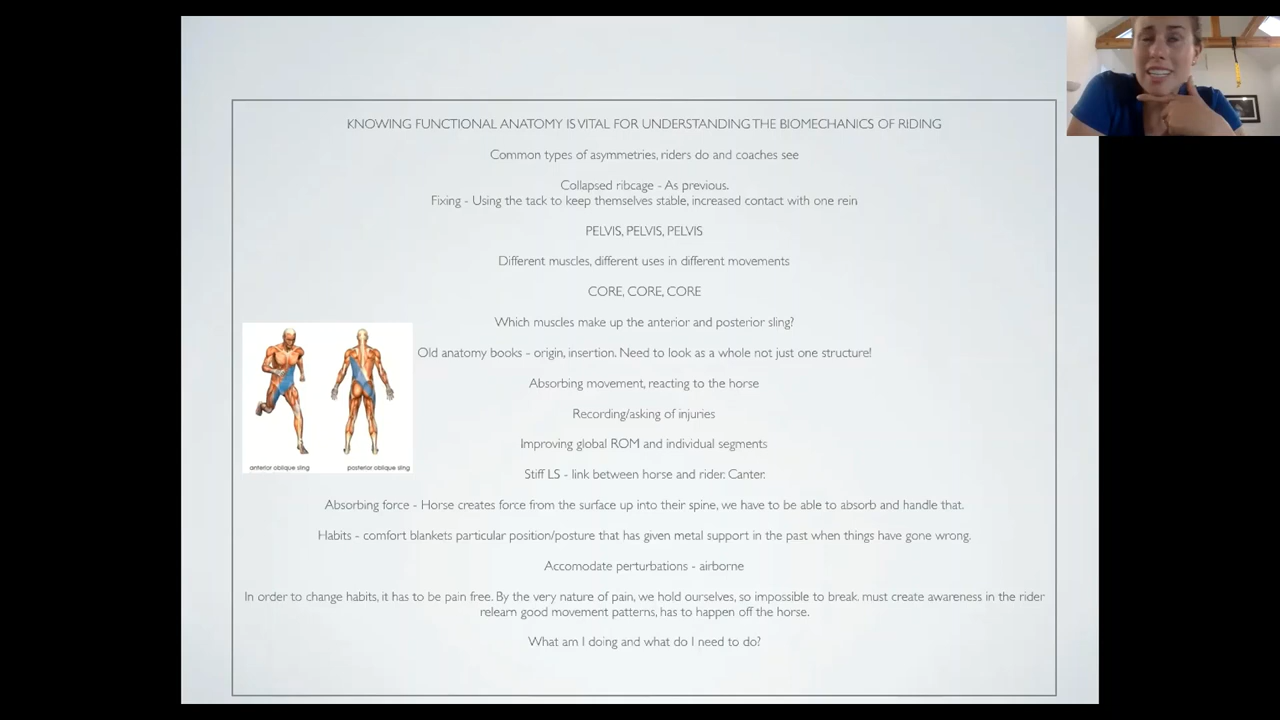 KNOWING FUNCTIONAL ANATOMY IS VITAL FOR UNDERSTANDING THE BIOMECHANICS OF RIDING
Common types of asymmetries, riders do and coaches see
Collapsed ribcage - As previous.
Fixing - Using the tack to keep themselves stable, increased contact with one rein
PELVIS, PELVIS, PELVIS
Different muscles, different uses in different movements
CORE, CORE, CORE
Which muscles make up the anterior and posterior sling?
Old anatomy books - origin, insertion. Need to look as a whole not just one structure!
Absorbing movement, reacting to the horse
Recording/asking of injuries
Improving global ROM and individual segments
anterior oblique sling
posterior oblique sling
Stiff LS - link between horse and rider. Canter.
Absorbing force - Horse creates force from the surface up into their spine, we have to be able to absorb and handle that.
Habits - comfort blankets particular position/posture that has given metal support in the past when things have gone wrong.
Accomodate perturbations - airborne
In order to change habits, it has to be pain free. By the very nature of pain, we hold ourselves, so impossible to break. must create awareness in the rider
relearn good movement patterns, has to happen off the horse.
What am I doing and what do I need to do?